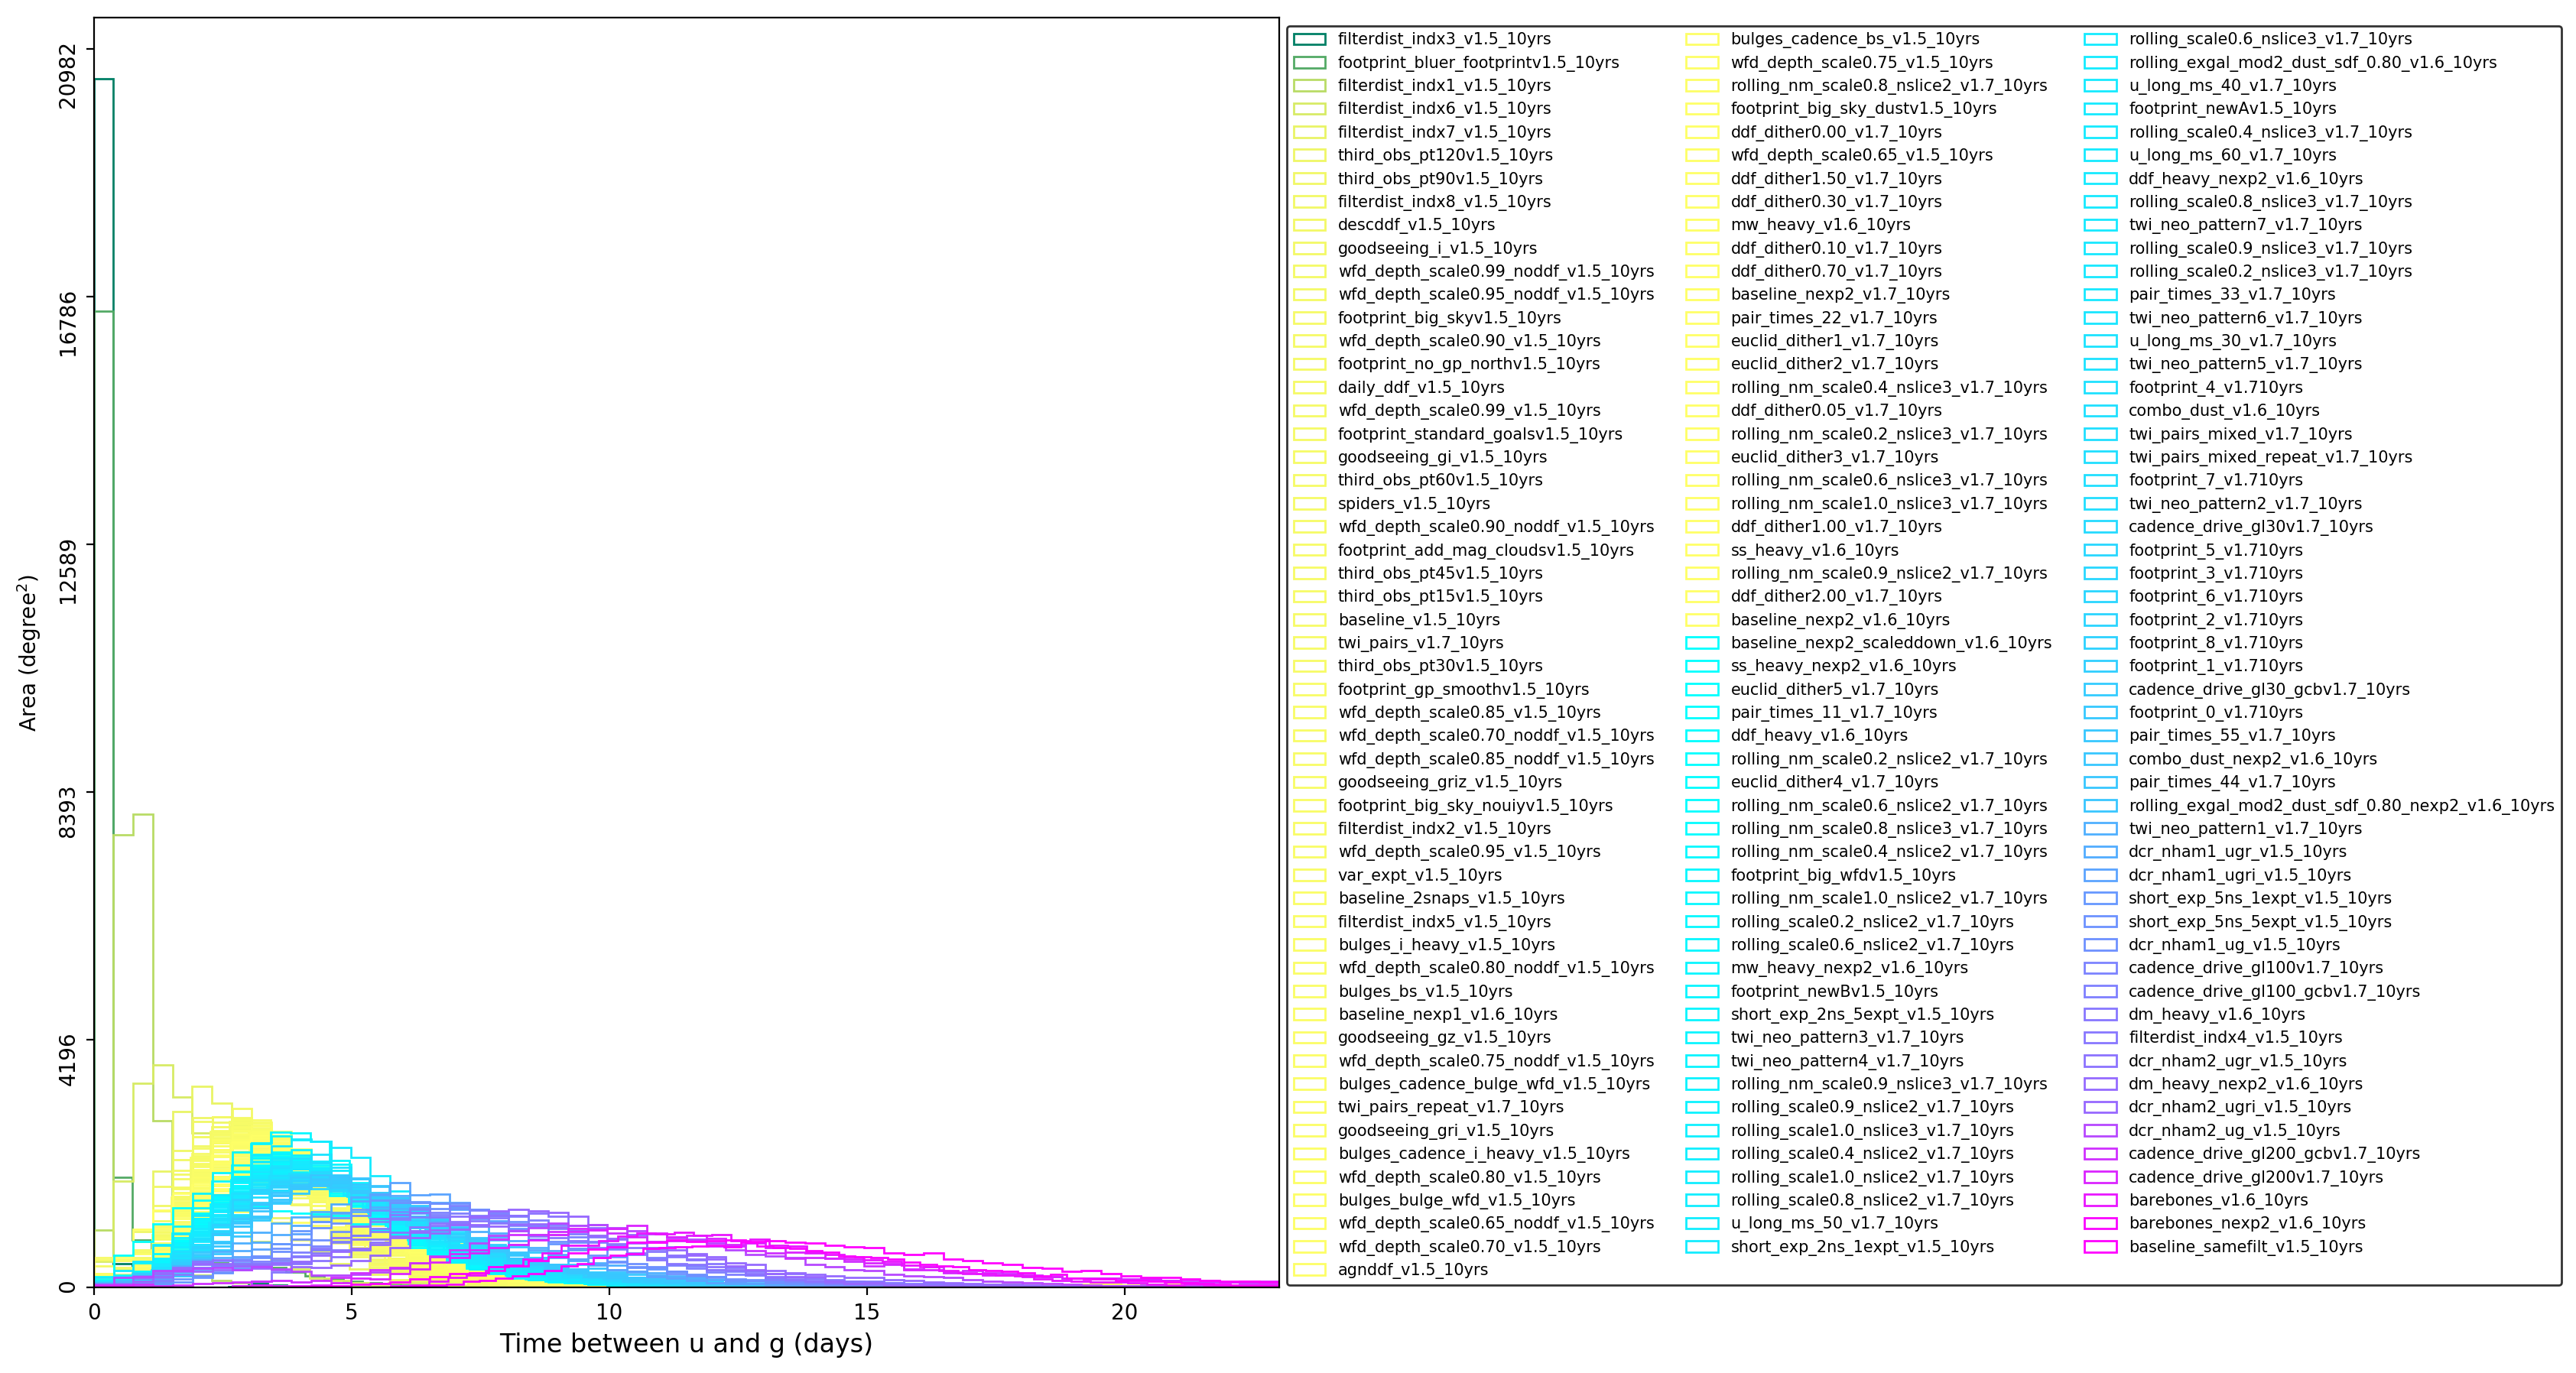 20982
16786
12589
8393
4196
0
Area (degree²)
0
5
10
15
20
Time between u and g (days)
filterdist_indx3_v1.5_10yrs
footprint_bluer_footprintv1.5_10yrs
filterdist_indx1_v1.5_10yrs
filterdist_indx6_v1.5_10yrs
filterdist_indx7_v1.5_10yrs
third_obs_pt120v1.5_10yrs
third_obs_pt90v1.5_10yrs
filterdist_indx8_v1.5_10yrs
descddf_v1.5_10yrs
goodseeing_i_v1.5_10yrs
wfd_depth_scale0.99_noddf_v1.5_10yrs
wfd_depth_scale0.95_noddf_v1.5_10yrs
footprint_big_skyv1.5_10yrs
wfd_depth_scale0.90_v1.5_10yrs
footprint_no_gp_northv1.5_10yrs
daily_ddf_v1.5_10yrs
wfd_depth_scale0.99_v1.5_10yrs
footprint_standard_goalsv1.5_10yrs
goodseeing_gi_v1.5_10yrs
third_obs_pt60v1.5_10yrs
spiders_v1.5_10yrs
wfd_depth_scale0.90_noddf_v1.5_10yrs
footprint_add_mag_cloudsv1.5_10yrs
third_obs_pt45v1.5_10yrs
third_obs_pt15v1.5_10yrs
baseline_v1.5_10yrs
twi_pairs_v1.7_10yrs
third_obs_pt30v1.5_10yrs
footprint_gp_smoothv1.5_10yrs
wfd_depth_scale0.85_v1.5_10yrs
wfd_depth_scale0.70_noddf_v1.5_10yrs
wfd_depth_scale0.85_noddf_v1.5_10yrs
goodseeing_griz_v1.5_10yrs
footprint_big_sky_nouiyv1.5_10yrs
filterdist_indx2_v1.5_10yrs
wfd_depth_scale0.95_v1.5_10yrs
var_expt_v1.5_10yrs
baseline_2snaps_v1.5_10yrs
filterdist_indx5_v1.5_10yrs
bulges_i_heavy_v1.5_10yrs
wfd_depth_scale0.80_noddf_v1.5_10yrs
bulges_bs_v1.5_10yrs
baseline_nexp1_v1.6_10yrs
goodseeing_gz_v1.5_10yrs
wfd_depth_scale0.75_noddf_v1.5_10yrs
bulges_cadence_bulge_wfd_v1.5_10yrs
twi_pairs_repeat_v1.7_10yrs
goodseeing_gri_v1.5_10yrs
bulges_cadence_i_heavy_v1.5_10yrs
wfd_depth_scale0.80_v1.5_10yrs
bulges_bulge_wfd_v1.5_10yrs
wfd_depth_scale0.65_noddf_v1.5_10yrs
wfd_depth_scale0.70_v1.5_10yrs
agnddf_v1.5_10yrs
bulges_cadence_bs_v1.5_10yrs
wfd_depth_scale0.75_v1.5_10yrs
rolling_nm_scale0.8_nslice2_v1.7_10yrs
footprint_big_sky_dustv1.5_10yrs
ddf_dither0.00_v1.7_10yrs
wfd_depth_scale0.65_v1.5_10yrs
ddf_dither1.50_v1.7_10yrs
ddf_dither0.30_v1.7_10yrs
mw_heavy_v1.6_10yrs
ddf_dither0.10_v1.7_10yrs
ddf_dither0.70_v1.7_10yrs
baseline_nexp2_v1.7_10yrs
pair_times_22_v1.7_10yrs
euclid_dither1_v1.7_10yrs
euclid_dither2_v1.7_10yrs
rolling_nm_scale0.4_nslice3_v1.7_10yrs
ddf_dither0.05_v1.7_10yrs
rolling_nm_scale0.2_nslice3_v1.7_10yrs
euclid_dither3_v1.7_10yrs
rolling_nm_scale0.6_nslice3_v1.7_10yrs
rolling_nm_scale1.0_nslice3_v1.7_10yrs
ddf_dither1.00_v1.7_10yrs
ss_heavy_v1.6_10yrs
rolling_nm_scale0.9_nslice2_v1.7_10yrs
ddf_dither2.00_v1.7_10yrs
baseline_nexp2_v1.6_10yrs
baseline_nexp2_scaleddown_v1.6_10yrs
ss_heavy_nexp2_v1.6_10yrs
euclid_dither5_v1.7_10yrs
pair_times_11_v1.7_10yrs
ddf_heavy_v1.6_10yrs
rolling_nm_scale0.2_nslice2_v1.7_10yrs
euclid_dither4_v1.7_10yrs
rolling_nm_scale0.6_nslice2_v1.7_10yrs
rolling_nm_scale0.8_nslice3_v1.7_10yrs
rolling_nm_scale0.4_nslice2_v1.7_10yrs
footprint_big_wfdv1.5_10yrs
rolling_nm_scale1.0_nslice2_v1.7_10yrs
rolling_scale0.2_nslice2_v1.7_10yrs
rolling_scale0.6_nslice2_v1.7_10yrs
mw_heavy_nexp2_v1.6_10yrs
footprint_newBv1.5_10yrs
short_exp_2ns_5expt_v1.5_10yrs
twi_neo_pattern3_v1.7_10yrs
twi_neo_pattern4_v1.7_10yrs
rolling_nm_scale0.9_nslice3_v1.7_10yrs
rolling_scale0.9_nslice2_v1.7_10yrs
rolling_scale1.0_nslice3_v1.7_10yrs
rolling_scale0.4_nslice2_v1.7_10yrs
rolling_scale1.0_nslice2_v1.7_10yrs
rolling_scale0.8_nslice2_v1.7_10yrs
u_long_ms_50_v1.7_10yrs
short_exp_2ns_1expt_v1.5_10yrs
rolling_scale0.6_nslice3_v1.7_10yrs
rolling_exgal_mod2_dust_sdf_0.80_v1.6_10yrs
u_long_ms_40_v1.7_10yrs
footprint_newAv1.5_10yrs
rolling_scale0.4_nslice3_v1.7_10yrs
u_long_ms_60_v1.7_10yrs
ddf_heavy_nexp2_v1.6_10yrs
rolling_scale0.8_nslice3_v1.7_10yrs
twi_neo_pattern7_v1.7_10yrs
rolling_scale0.9_nslice3_v1.7_10yrs
rolling_scale0.2_nslice3_v1.7_10yrs
pair_times_33_v1.7_10yrs
twi_neo_pattern6_v1.7_10yrs
u_long_ms_30_v1.7_10yrs
twi_neo_pattern5_v1.7_10yrs
footprint_4_v1.710yrs
combo_dust_v1.6_10yrs
twi_pairs_mixed_v1.7_10yrs
twi_pairs_mixed_repeat_v1.7_10yrs
footprint_7_v1.710yrs
twi_neo_pattern2_v1.7_10yrs
cadence_drive_gl30v1.7_10yrs
footprint_5_v1.710yrs
footprint_3_v1.710yrs
footprint_6_v1.710yrs
footprint_2_v1.710yrs
footprint_8_v1.710yrs
footprint_1_v1.710yrs
cadence_drive_gl30_gcbv1.7_10yrs
footprint_0_v1.710yrs
pair_times_55_v1.7_10yrs
combo_dust_nexp2_v1.6_10yrs
pair_times_44_v1.7_10yrs
rolling_exgal_mod2_dust_sdf_0.80_nexp2_v1.6_10yrs
twi_neo_pattern1_v1.7_10yrs
dcr_nham1_ugr_v1.5_10yrs
dcr_nham1_ugri_v1.5_10yrs
short_exp_5ns_1expt_v1.5_10yrs
short_exp_5ns_5expt_v1.5_10yrs
dcr_nham1_ug_v1.5_10yrs
cadence_drive_gl100v1.7_10yrs
cadence_drive_gl100_gcbv1.7_10yrs
dm_heavy_v1.6_10yrs
filterdist_indx4_v1.5_10yrs
dcr_nham2_ugr_v1.5_10yrs
dm_heavy_nexp2_v1.6_10yrs
dcr_nham2_ugri_v1.5_10yrs
dcr_nham2_ug_v1.5_10yrs
cadence_drive_gl200_gcbv1.7_10yrs
cadence_drive_gl200v1.7_10yrs
barebones_v1.6_10yrs
barebones_nexp2_v1.6_10yrs
baseline_samefilt_v1.5_10yrs